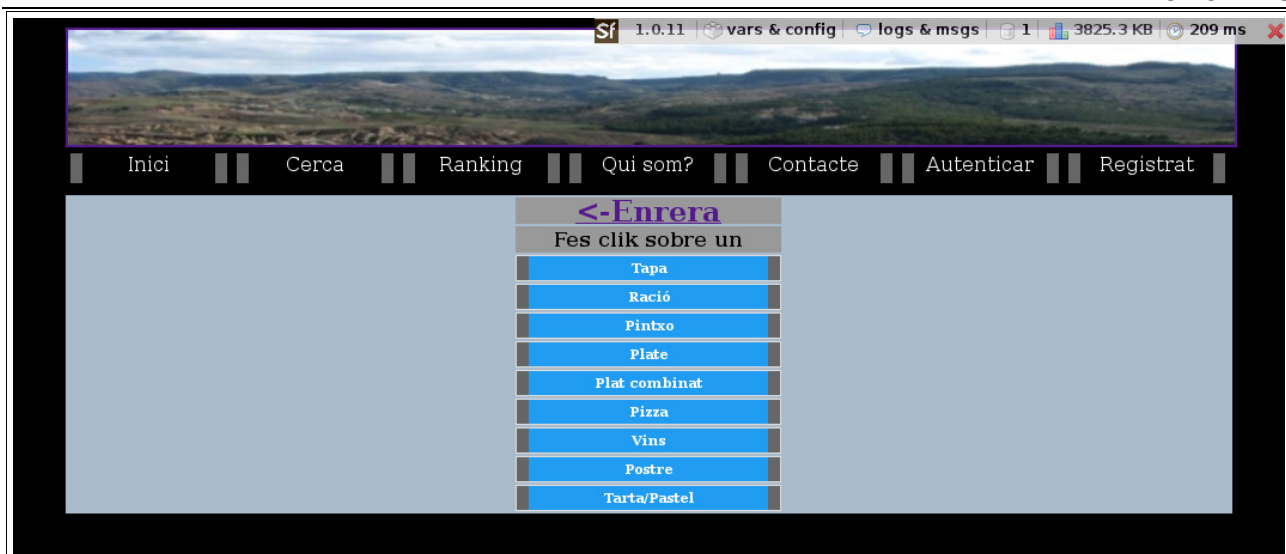 Sf 1.0.11 vars & config logs & msgs 1 3825.3 KB 209 ms
Inici Cerca Ranking Qui som? Contacte Autenticar Registrat
<-Enrera
Fes clik sobre un
Tapa
Ració
Pintxo
Plate
Plat combinat
Pizza
Vins
Postre
Tarta/Pastel